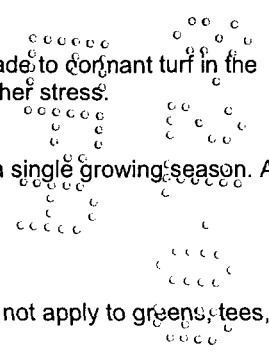 ade to dormant turf in the
her stress.
a single growing season. A
not apply to greens, tees,